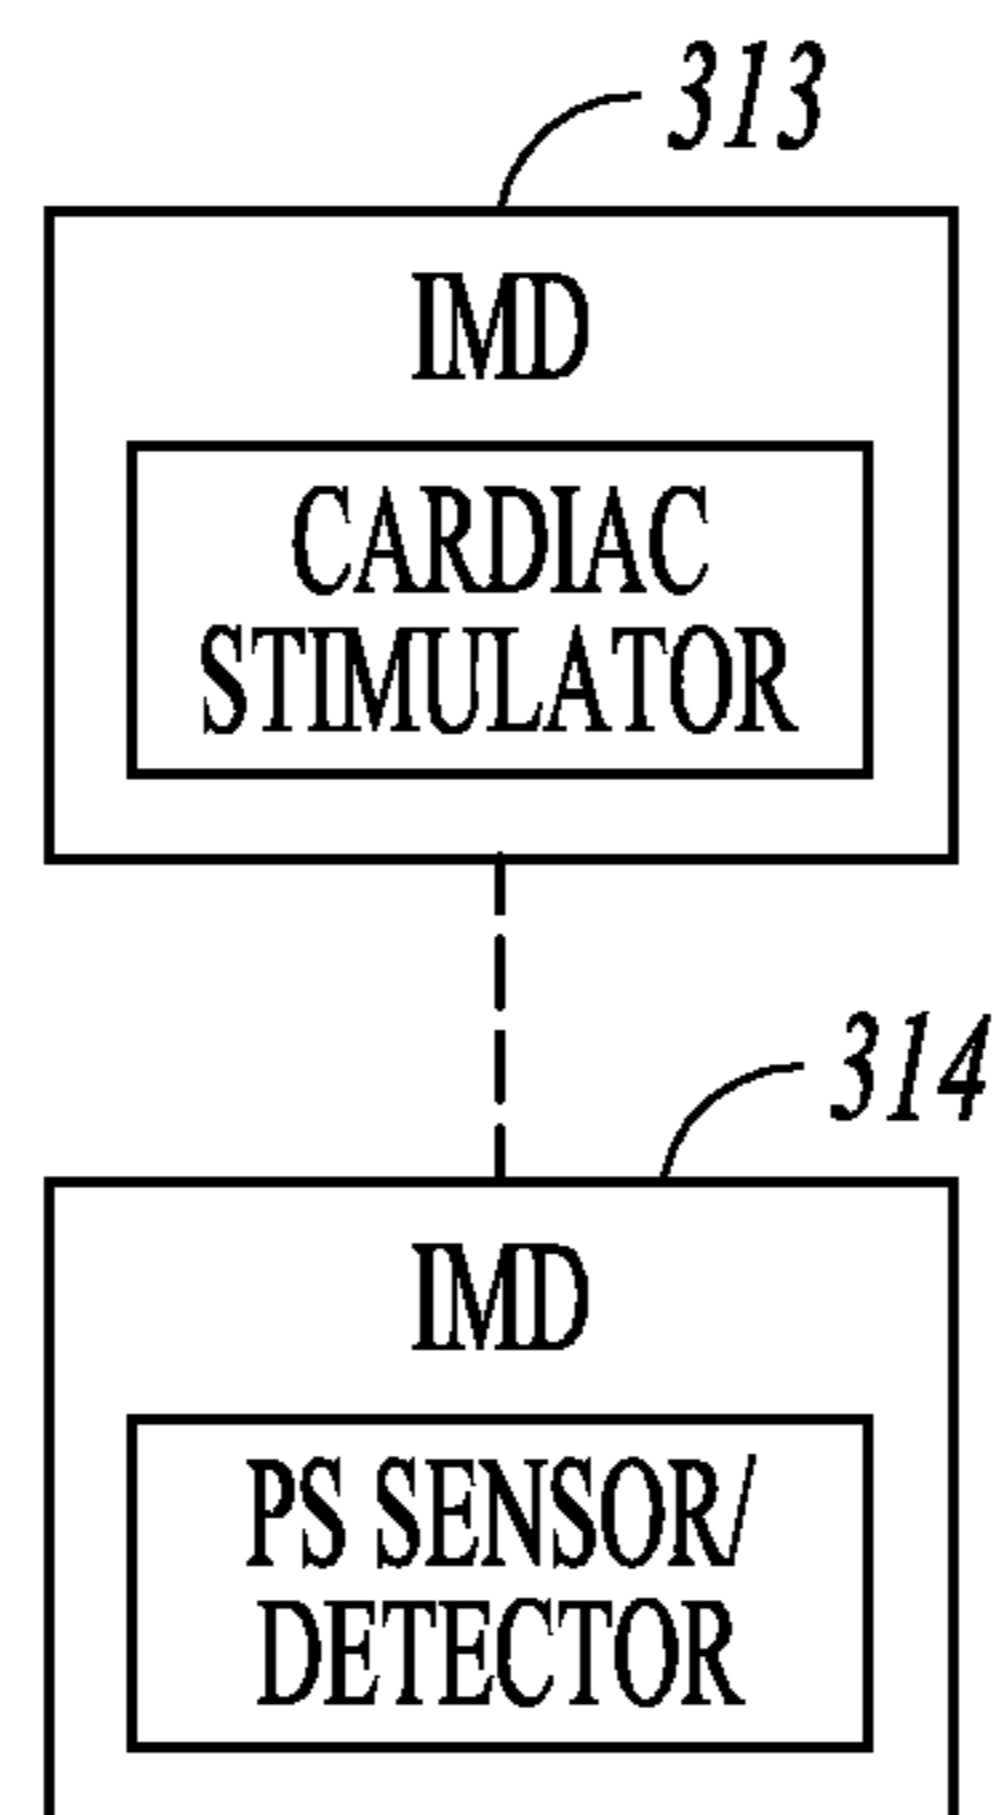 313
IMD
CARDIAC
STIMULATOR
314
IMD
PS SENSOR/
DETECTOR